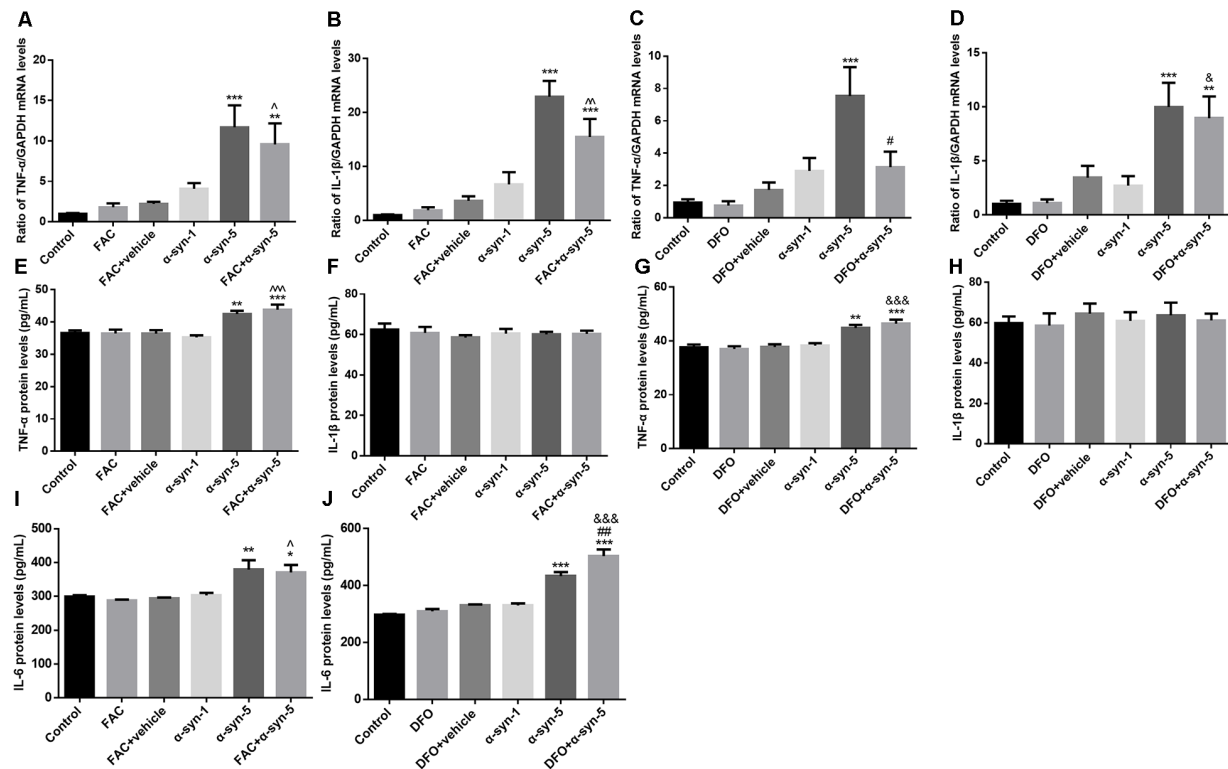 A
Ratio of TNF-α/GAPDH mRNA levels
20
15
10
5
0
***
^
**
Control
FAC
FAC+vehicle
α-syn-1
α-syn-5
FAC+α-syn-5
B
Ratio of IL-1β/GAPDH mRNA levels
30
20
10
0
***
^^
***
Control
FAC
FAC+vehicle
α-syn-1
α-syn-5
FAC+α-syn-5
C
Ratio of TNF-α/GAPDH mRNA levels
10
8
6
4
2
0
***
#
Control
DFO
DFO+vehicle
α-syn-1
α-syn-5
DFO+α-syn-5
D
Ratio of IL-1β/GAPDH mRNA levels
15
10
5
0
***
&
**
Control
DFO
DFO+vehicle
α-syn-1
α-syn-5
DFO+α-syn-5
E
TNF-α protein levels (pg/mL)
50
40
30
20
10
0
**
^^^
***
Control
FAC
FAC+vehicle
α-syn-1
α-syn-5
FAC+α-syn-5
F
IL-1β protein levels (pg/mL)
80
60
40
20
0
Control
FAC
FAC+vehicle
α-syn-1
α-syn-5
FAC+α-syn-5
G
TNF-α protein levels (pg/mL)
60
40
20
0
**
&&&
***
Control
DFO
DFO+vehicle
α-syn-1
α-syn-5
DFO+α-syn-5
H
IL-1β protein levels (pg/mL)
80
60
40
20
0
Control
DFO
DFO+vehicle
α-syn-1
α-syn-5
DFO+α-syn-5
I
IL-6 protein levels (pg/mL)
500
400
300
200
100
0
**
^
*
Control
FAC
FAC+vehicle
α-syn-1
α-syn-5
FAC+α-syn-5
J
IL-6 protein levels (pg/mL)
600
400
200
0
***
&&&
##
***
Control
DFO
DFO+vehicle
α-syn-1
α-syn-5
DFO+α-syn-5